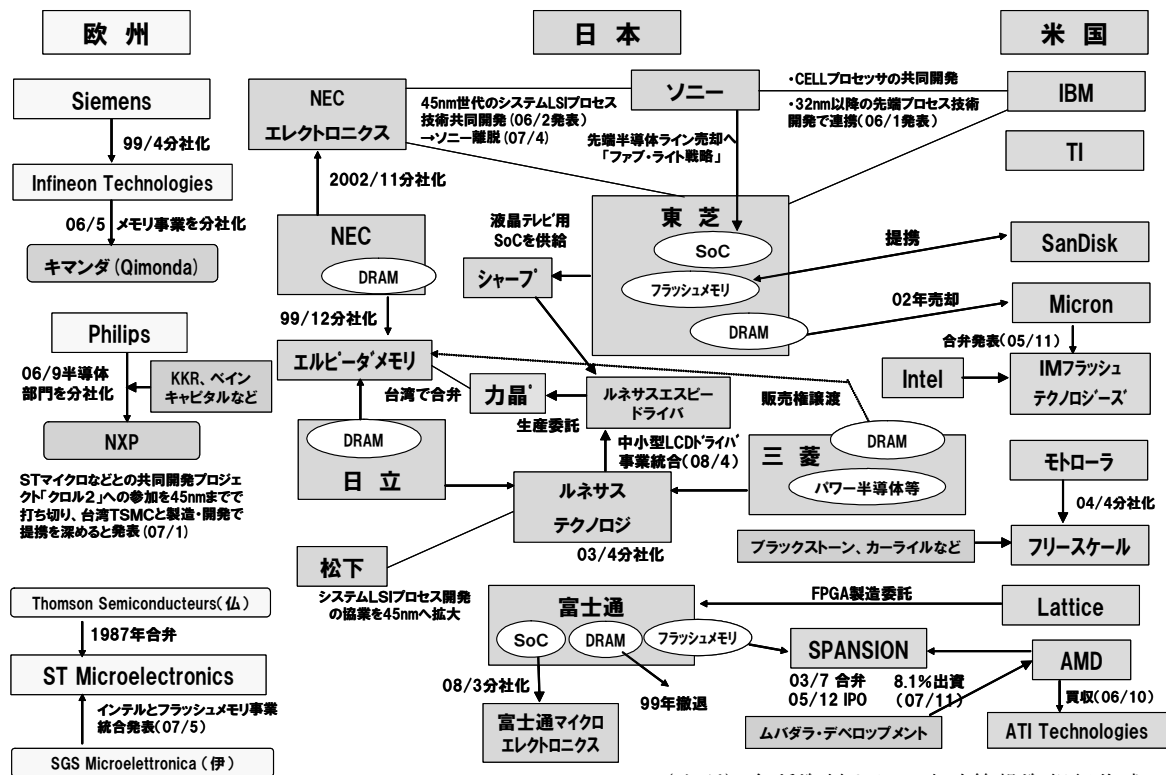 欧 州
日 本
米 国
Siemens
99/4分社化
Infineon Technologies
06/5 メモリ事業を分社化
キマンダ(Qimonda)
Philips
06/9半導体
部門を分社化
KKR、ベイン
キャピタルなど
NXP
STマイクロなどとの共同開発プロジェ
クト「クロル2」への参加を45nmまでで
打ち切り、台湾TSMCと製造・開発で
提携を深めると発表(07/1)
Thomson Semiconducteurs(仏)
1987年合弁
ST Microelectronics
インテルとフラッシュメモリ事業
統合発表(07/5)
SGS Microelettronica(伊)
NEC
エレクトロニクス
2002/11分社化
NEC
DRAM
99/12分社化
エルピーダメモリ
台湾で合弁
DRAM
日 立
松下
システムLSIプロセス開発
の協業を45nmへ拡大
45nm世代のシステムLSIプロセス
技術共同開発(06/2発表)
→ソニー離脱(07/4)
ソニー
先端半導体ライン売却へ
「ファブ・ライト戦略」
・CELLプロセッサの共同開発
・32nm以降の先端プロセス技術
開発で連携(06/1発表)
液晶テレビ用
SoCを供給
シャープ
東 芝
SoC
フラッシュメモリ
DRAM
提携
02年売却
力晶
生産委託
ルネサスエスピー
ドライバ
中小型LCDドライバ
事業統合(08/4)
販売権譲渡
ルネサス
テクノロジ
03/4分社化
DRAM
三 菱
パワー半導体等
ブラックストーン、カーライルなど
富士通
SoC
DRAM
フラッシュメモリ
FPGA製造委託
08/3分社化
99年撤退
富士通マイクロ
エレクトロニクス
SPANSION
03/7 合弁
05/12 IPO
8.1%出資
(07/11)
ムバダラ・デベロップメント
IBM
TI
SanDisk
Micron
合弁発表(05/11)
Intel
IMフラッシュ
テクノロジーズ
モトローラ
04/4分社化
フリースケール
Lattice
AMD
買収(06/10)
ATI Technologies